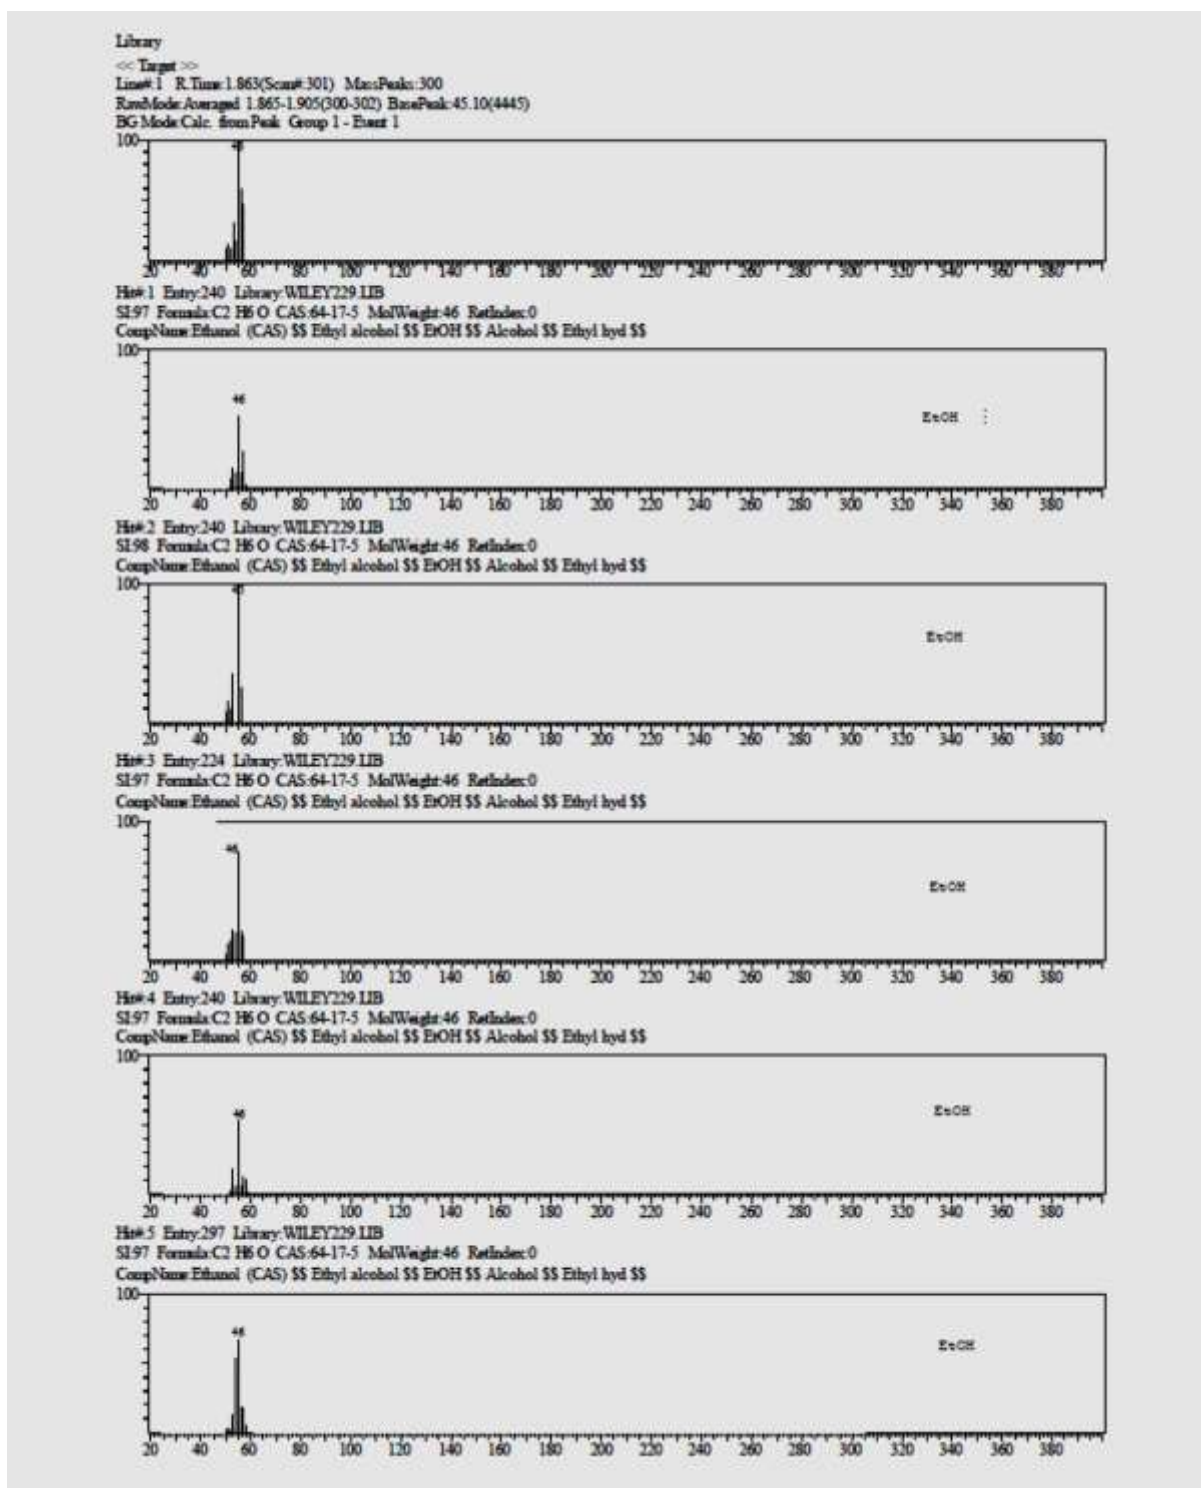 Library
<< Target >>
Line#:1 R.Time:1.863(Scan#:301) MassPeaks:300
RawMode:Averaged 1.865-1.905(300-302) BasePeak:45.10(4445)
BG Mode:Calc. from Peak Group 1 - Event 1
100
20 40 60 80 100 120 140 160 180 200 220 240 260 280 300 320 340 360 380
Hit#:1 Entry:240 Library:WILEY229.LIB
SI:97 Formula:C2 H6 O CAS:64-17-5 MolWeight:46 RetIndex:0
CompName:Ethanol (CAS) $$ Ethyl alcohol $$ EtOH $$ Alcohol $$ Ethyl hyd $$
100
46
EtOH
20 40 60 80 100 120 140 160 180 200 220 240 260 280 300 320 340 360 380
Hit#:2 Entry:240 Library:WILEY229.LIB
SI:98 Formula:C2 H6 O CAS:64-17-5 MolWeight:46 RetIndex:0
CompName:Ethanol (CAS) $$ Ethyl alcohol $$ EtOH $$ Alcohol $$ Ethyl hyd $$
100
EtOH
20 40 60 80 100 120 140 160 180 200 220 240 260 280 300 320 340 360 380
Hit#:3 Entry:224 Library:WILEY229.LIB
SI:97 Formula:C2 H6 O CAS:64-17-5 MolWeight:46 RetIndex:0
CompName:Ethanol (CAS) $$ Ethyl alcohol $$ EtOH $$ Alcohol $$ Ethyl hyd $$
100
46
EtOH
20 40 60 80 100 120 140 160 180 200 220 240 260 280 300 320 340 360 380
Hit#:4 Entry:240 Library:WILEY229.LIB
SI:97 Formula:C2 H6 O CAS:64-17-5 MolWeight:46 RetIndex:0
CompName:Ethanol (CAS) $$ Ethyl alcohol $$ EtOH $$ Alcohol $$ Ethyl hyd $$
100
46
EtOH
20 40 60 80 100 120 140 160 180 200 220 240 260 280 300 320 340 360 380
Hit#:5 Entry:297 Library:WILEY229.LIB
SI:97 Formula:C2 H6 O CAS:64-17-5 MolWeight:46 RetIndex:0
CompName:Ethanol (CAS) $$ Ethyl alcohol $$ EtOH $$ Alcohol $$ Ethyl hyd $$
100
46
EtOH
20 40 60 80 100 120 140 160 180 200 220 240 260 280 300 320 340 360 380